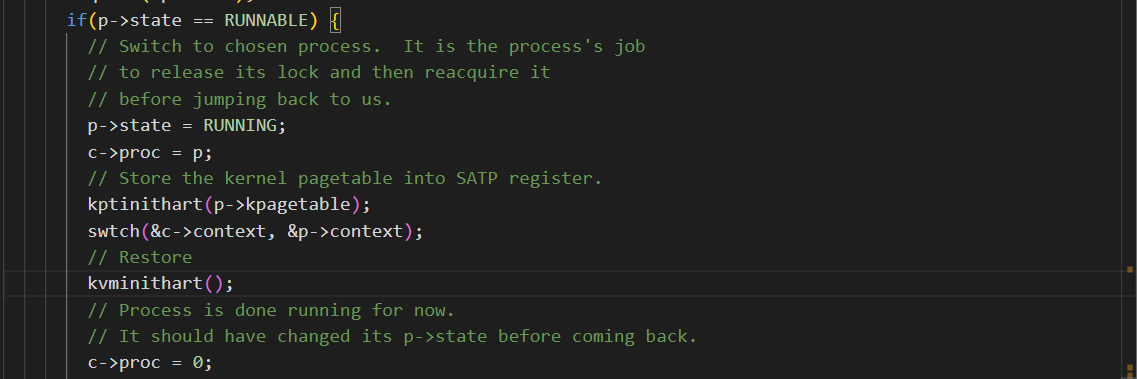 if(p->state == RUNNABLE) {
// Switch to chosen process.  It is the process's job
// to release its lock and then reacquire it
// before jumping back to us.
p->state = RUNNING;
c->proc = p;
// Store the kernel pagetable into SATP register.
kptinithart(p->kpagetable);
swtch(&c->context, &p->context);
// Restore
kvminithart();
// Process is done running for now.
// It should have changed its p->state before coming back.
c->proc = 0;